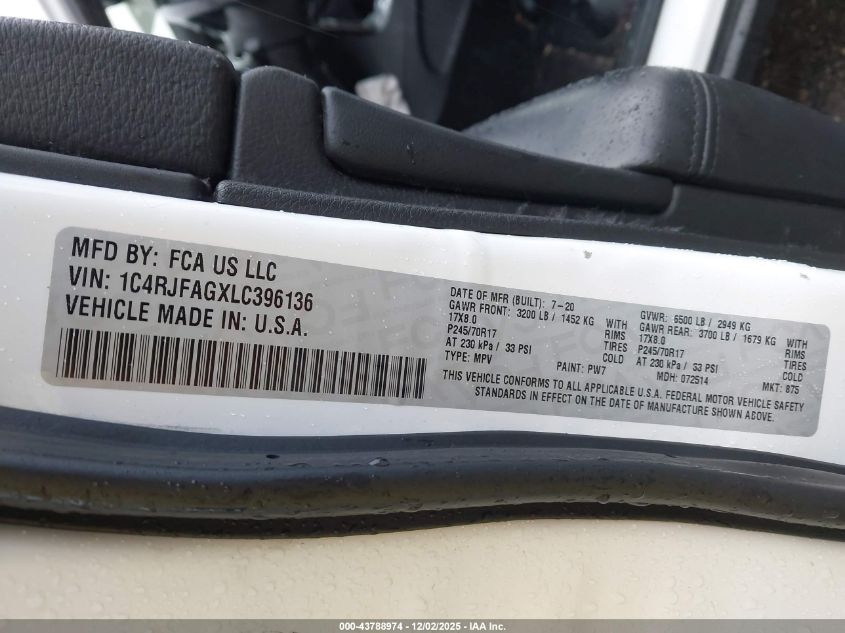 MFD BY: FCA US LLC
VIN: 1C4RJFAGXLC396136
VEHICLE MADE IN: U.S.A.
DATE OF MFR (BUILT): 7-20 GVWR: 6500 LB / 2949 KG
GAWR FRONT: 3200 LB / 1452 KG WITH GAWR REAR: 3700 LB / 1679 KG WITH
17X8.0 RIMS 17X8.0 RIMS
P245/70R17 TIRES P245/70R17 TIRES
AT 230 kPa / 33 PSI COLD AT 230 kPa / 33 PSI COLD
TYPE: MPV PAINT: PW7 MDH: 072514 MKT: 875
THIS VEHICLE CONFORMS TO ALL APPLICABLE U.S.A. FEDERAL MOTOR VEHICLE SAFETY
STANDARDS IN EFFECT ON THE DATE OF MANUFACTURE SHOWN ABOVE.
000-43788974 - 12/02/2025 - IAA Inc.